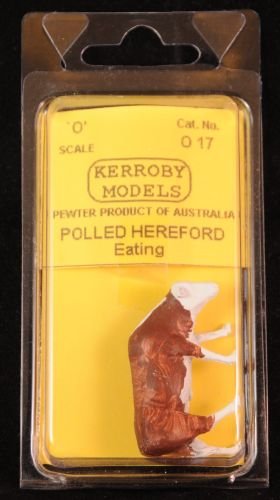 'O' Cat. No.
SCALE O 17
KERROBY
MODELS
PEWTER PRODUCT OF AUSTRALIA
POLLED HEREFORD
Eating